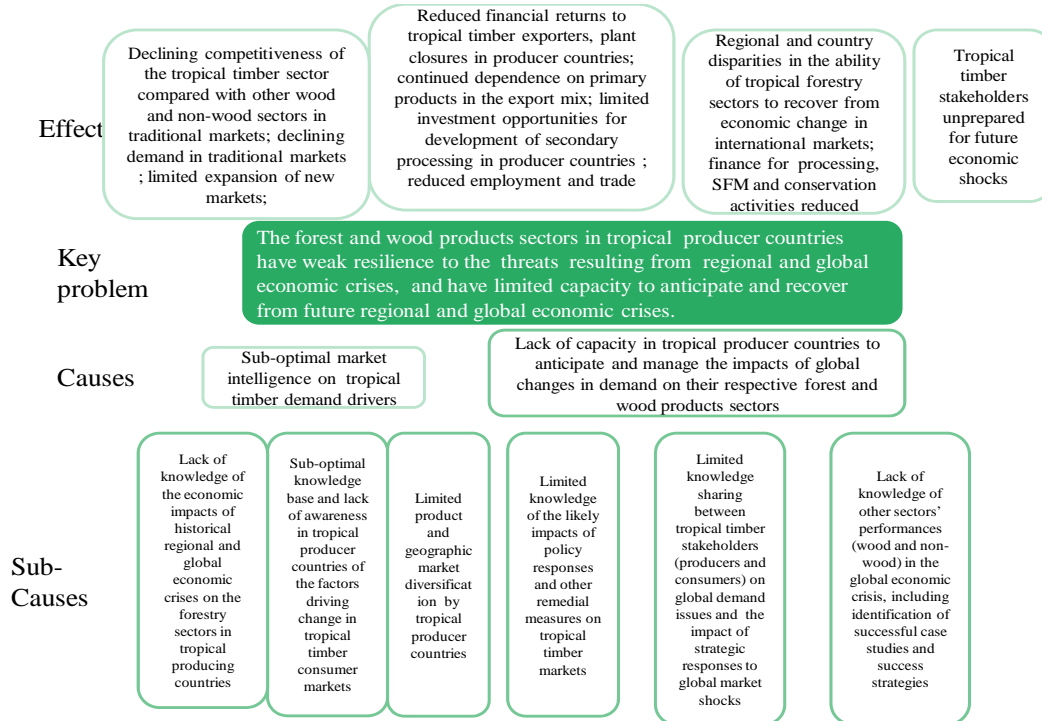 Effect
Declining competitiveness of
the tropical timber sector
compared with other wood
and non-wood sectors in
traditional markets; declining
demand in traditional markets
; limited expansion of new
markets;
Reduced financial returns to
tropical timber exporters, plant
closures in producer countries;
continued dependence on primary
products in the export mix; limited
investment opportunities for
development of secondary
processing in producer countries ;
reduced employment and trade
Regional and country
disparities in the ability
of tropical forestry
sectors to recover from
economic change in
international markets;
finance for processing,
SFM and conservation
activities reduced
Tropical
timber
stakeholders
unprepared
for future
economic
shocks
Key
problem
The forest and wood products sectors in tropical producer countries
have weak resilience to the threats resulting from regional and global
economic crises, and have limited capacity to anticipate and recover
from future regional and global economic crises.
Causes
Sub-optimal market
intelligence on tropical
timber demand drivers
Lack of capacity in tropical producer countries to
anticipate and manage the impacts of global
changes in demand on their respective forest and
wood products sectors
Sub-
Causes
Lack of
knowledge of
the economic
impacts of
historical
regional and
global
economic
crises on the
forestry
sectors in
tropical
producing
countries
Sub-optimal
knowledge
base and lack
of awareness
in tropical
producer
countries of
the factors
driving
change in
tropical
timber
consumer
markets
Limited
product
and
geographic
market
diversificat
ion by
tropical
producer
countries
Limited
knowledge
of the likely
impacts of
policy
responses
and other
remedial
measures on
tropical
timber
markets
Limited
knowledge
sharing
between
tropical timber
stakeholders
(producers and
consumers) on
global demand
issues and the
impact of
strategic
responses to
global market
shocks
Lack of
knowledge of
other sectors’
performances
(wood and non-
wood) in the
global economic
crisis, including
identification of
successful case
studies and
success
strategies